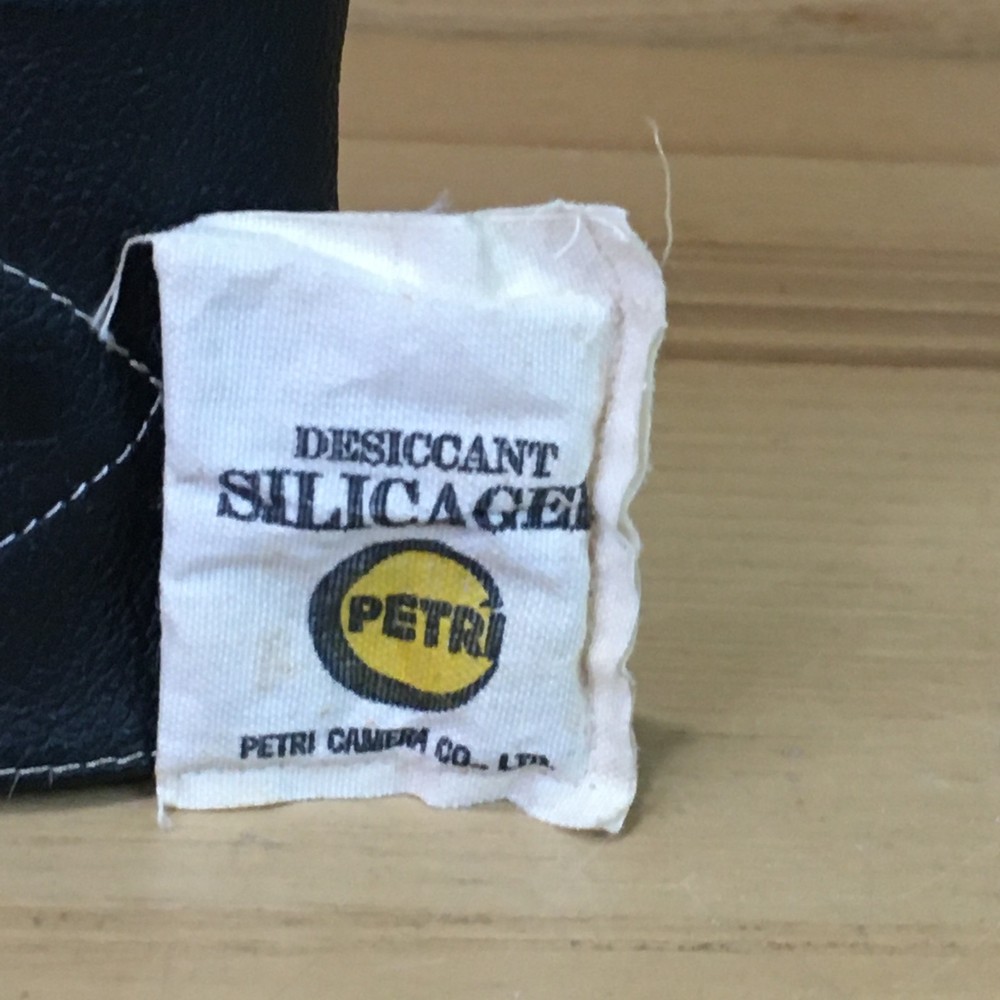 DESICCANT
SILICAGEL
PETRI
PETRI CAMERA CO., LTD.